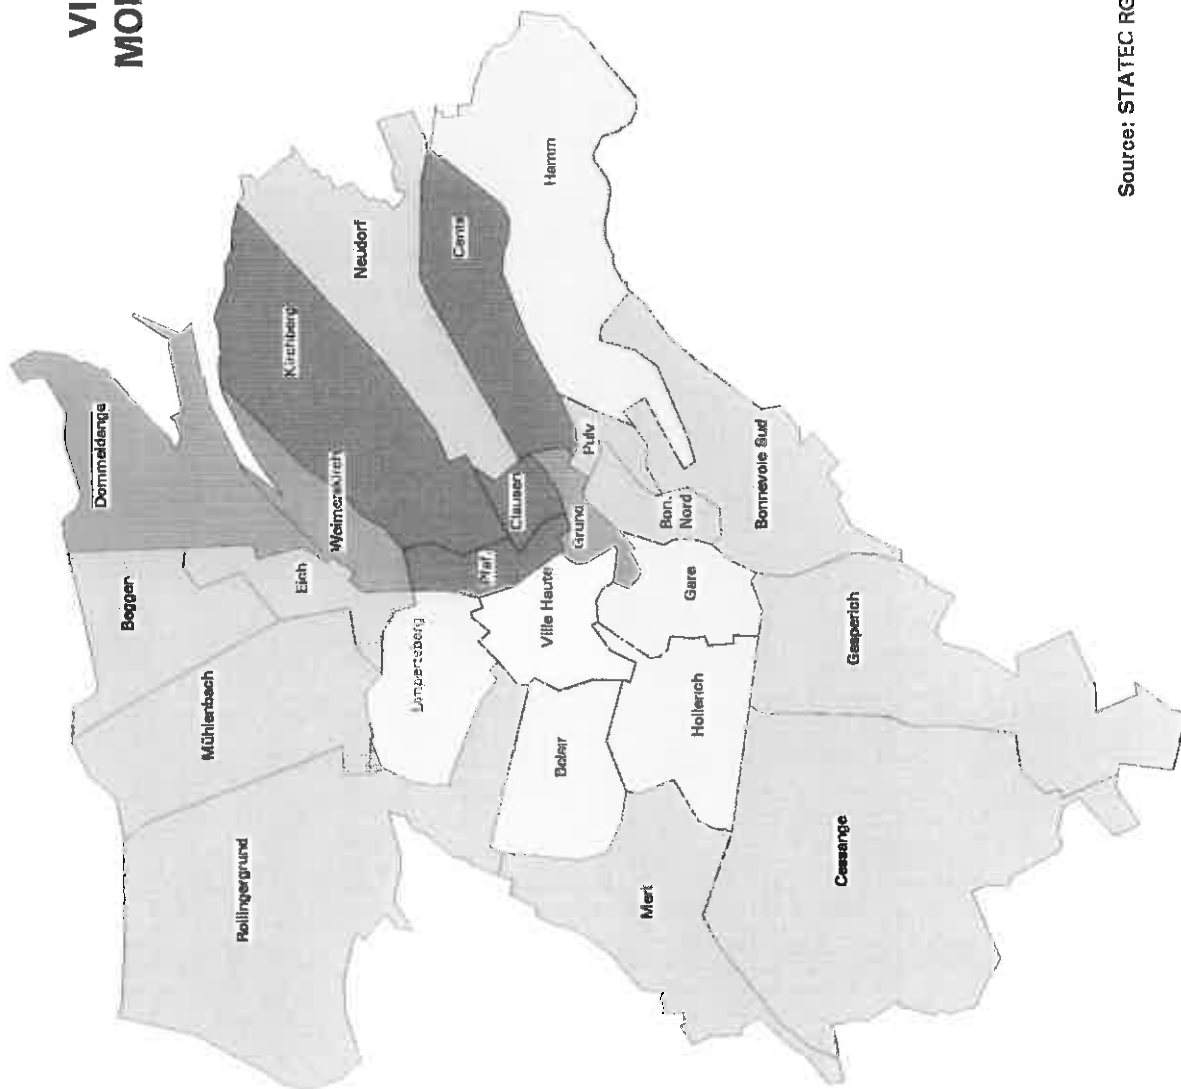 VI
MO
Dommeldange
Beggen
Mühlenbach
Rollingergrund
Eich
Weimerskirch
Kirchberg
Neudorf
Cents
Hamm
Clausen
Pfaf.
Grund
Pulv
Limpertsberg
Ville Haute
Belair
Gare
Bon.
Nord
Bonnevoie Sud
Hollerich
Merl
Gasperich
Cessange
Source: STATEC RG